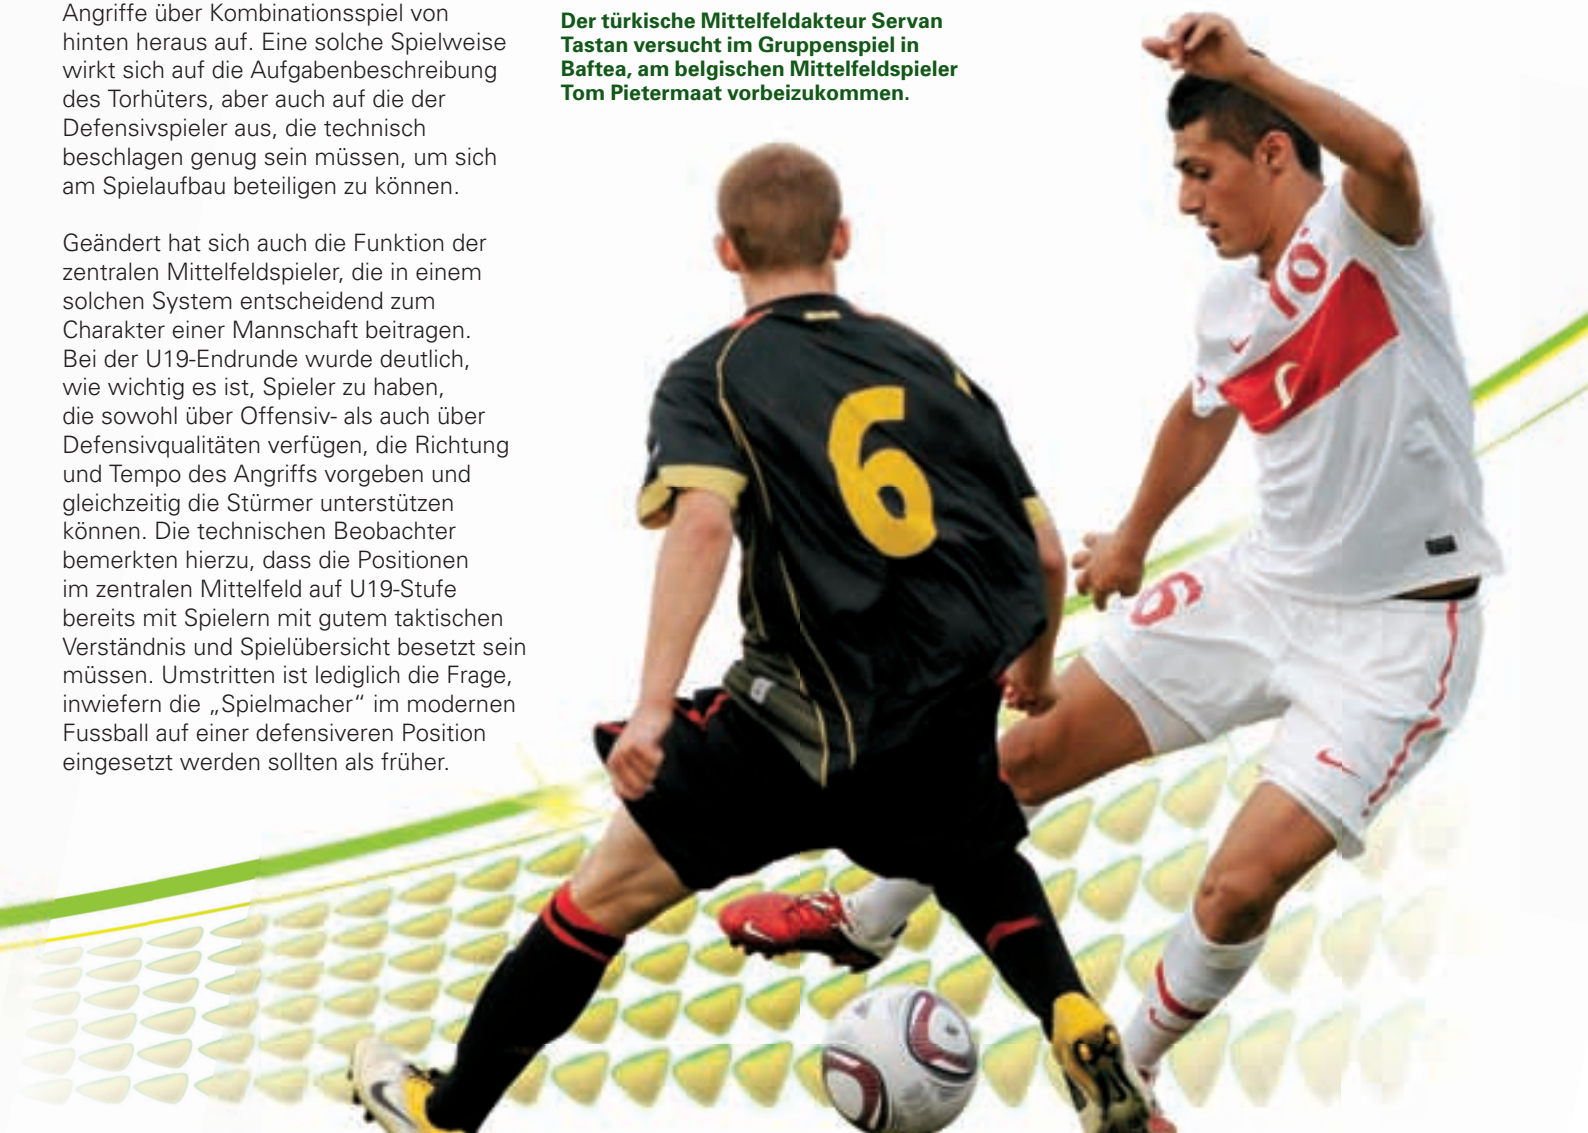 Angriffe über Kombinationsspiel von
hinten heraus auf. Eine solche Spielweise
wirkt sich auf die Aufgabenbeschreibung
des Torhüters, aber auch auf die der
Defensivspieler aus, die technisch
beschlagen genug sein müssen, um sich
am Spielaufbau beteiligen zu können.
Geändert hat sich auch die Funktion der
zentralen Mittelfeldspieler, die in einem
solchen System entscheidend zum
Charakter einer Mannschaft beitragen.
Bei der U19-Endrunde wurde deutlich,
wie wichtig es ist, Spieler zu haben,
die sowohl über Offensiv- als auch über
Defensivqualitäten verfügen, die Richtung
und Tempo des Angriffs vorgeben und
gleichzeitig die Stürmer unterstützen
können. Die technischen Beobachter
bemerkten hierzu, dass die Positionen
im zentralen Mittelfeld auf U19-Stufe
bereits mit Spielern mit gutem taktischen
Verständnis und Spielübersicht besetzt sein
müssen. Umstritten ist lediglich die Frage,
inwiefern die „Spielmacher“ im modernen
Fussball auf einer defensiveren Position
eingesetzt werden sollten als früher.
Der türkische Mittelfeldakteur Servan
Tastan versucht im Gruppenspiel in
Baftea, am belgischen Mittelfeldspieler
Tom Pietermaat vorbeizukommen.
6